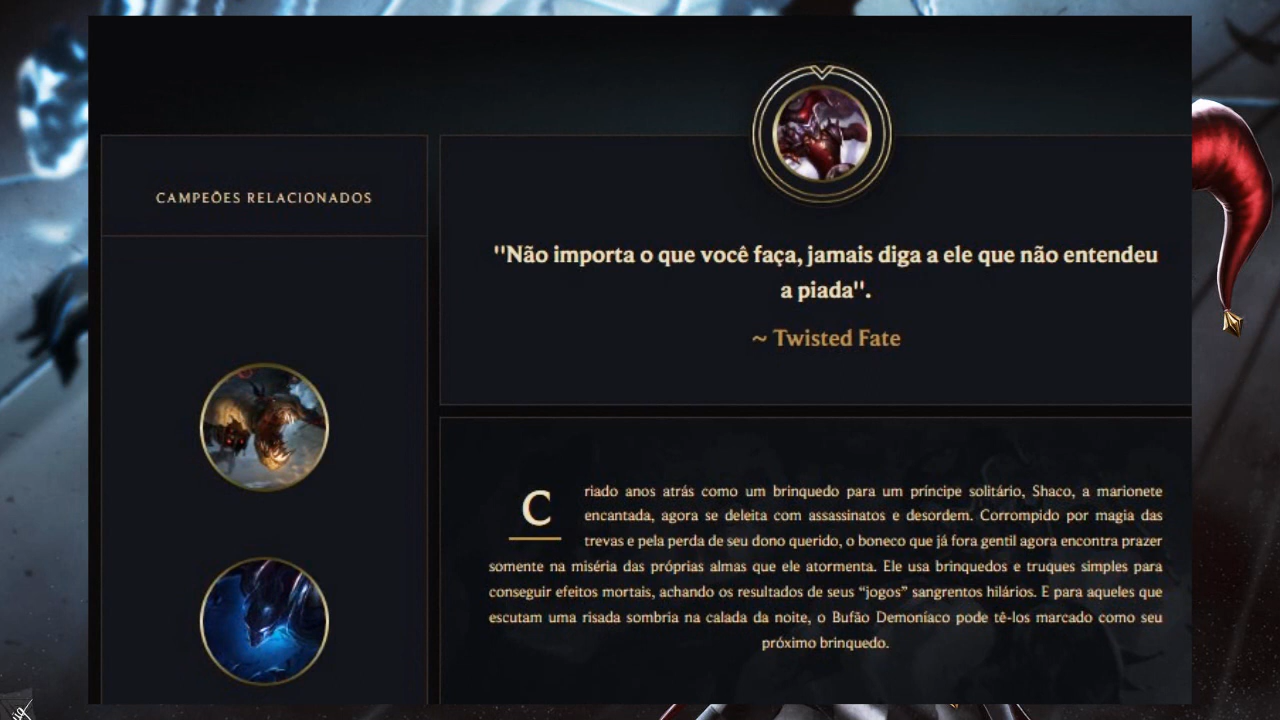 CAMPEÕES RELACIONADOS
"Não importa o que você faça, jamais diga a ele que não entendeu
a piada".
~ Twisted Fate
Criado anos atrás como um brinquedo para um príncipe solitário, Shaco, a marionete
encantada, agora se deleita com assassinatos e desordem. Corrompido por magia das
trevas e pela perda de seu dono querido, o boneco que já fora gentil agora encontra prazer
somente na miséria das próprias almas que ele atormenta. Ele usa brinquedos e truques simples para
conseguir efeitos mortais, achando os resultados de seus “jogos” sangrentos hilários. E para aqueles que
escutam uma risada sombria na calada da noite, o Bufão Demoníaco pode tê-los marcado como seu
próximo brinquedo.